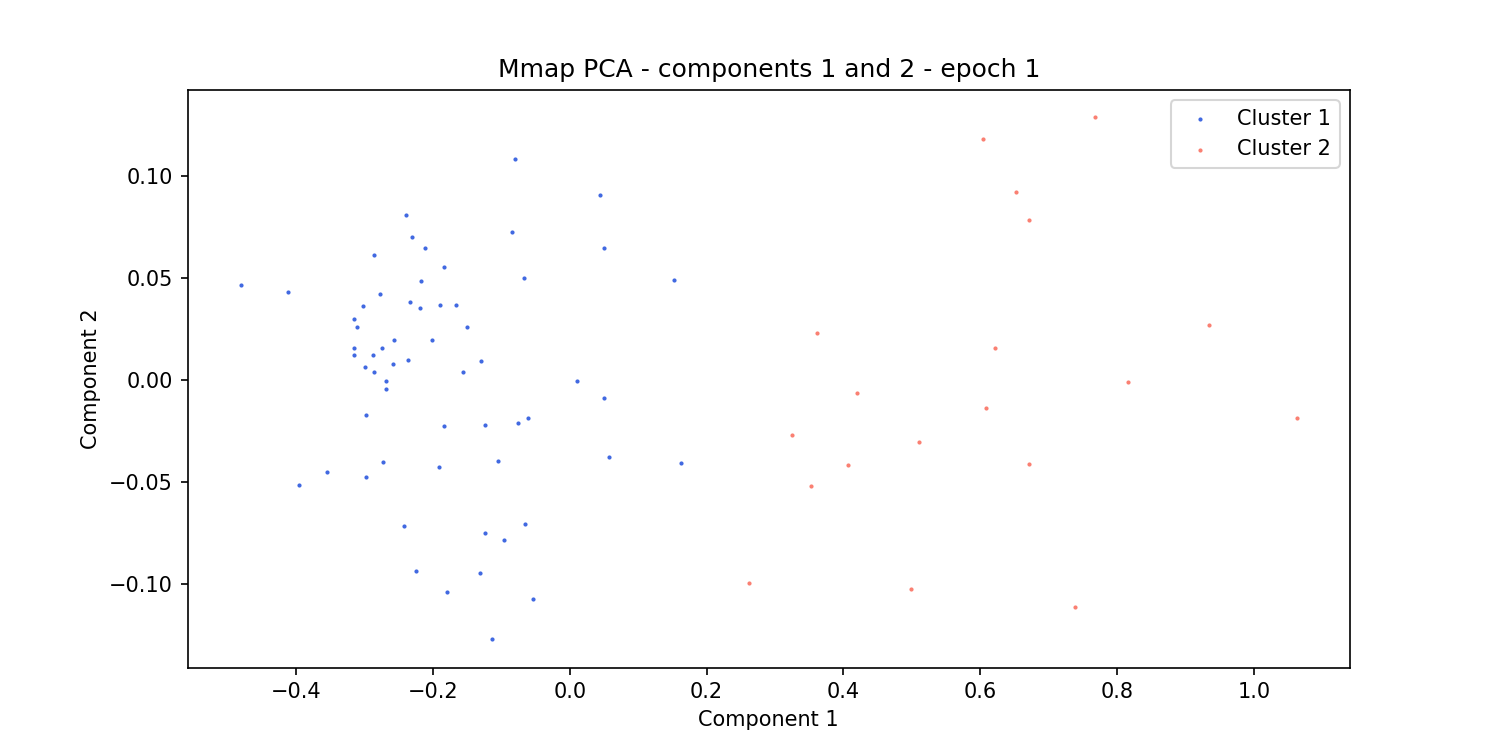 Mmap PCA - components 1 and 2 - epoch 1
Cluster 1
Cluster 2
Component 2
0.10
0.05
0.00
−0.05
−0.10
−0.4 −0.2 0.0 0.2 0.4 0.6 0.8 1.0
Component 1